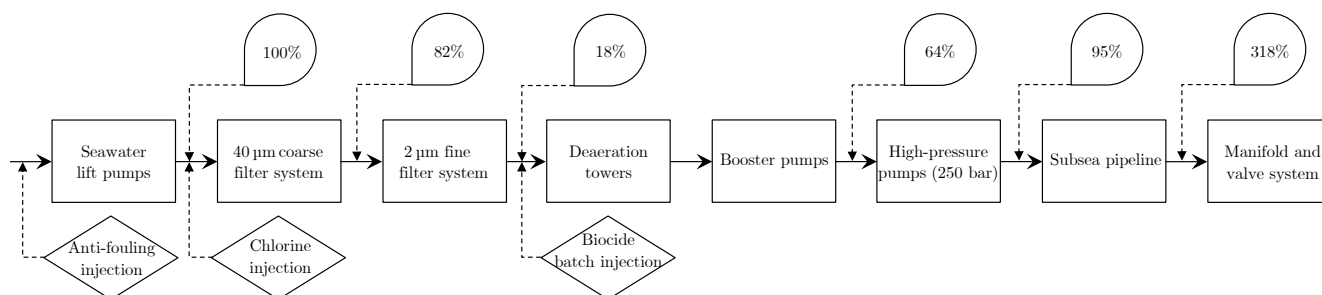 100%
82%
18%
64%
95%
318%
Seawater
lift pumps
40 µm coarse
filter system
2 µm fine
filter system
Deaeration
towers
Booster pumps
High-pressure
pumps (250 bar)
Subsea pipeline
Manifold and
valve system
Anti-fouling
injection
Chlorine
injection
Biocide
batch injection